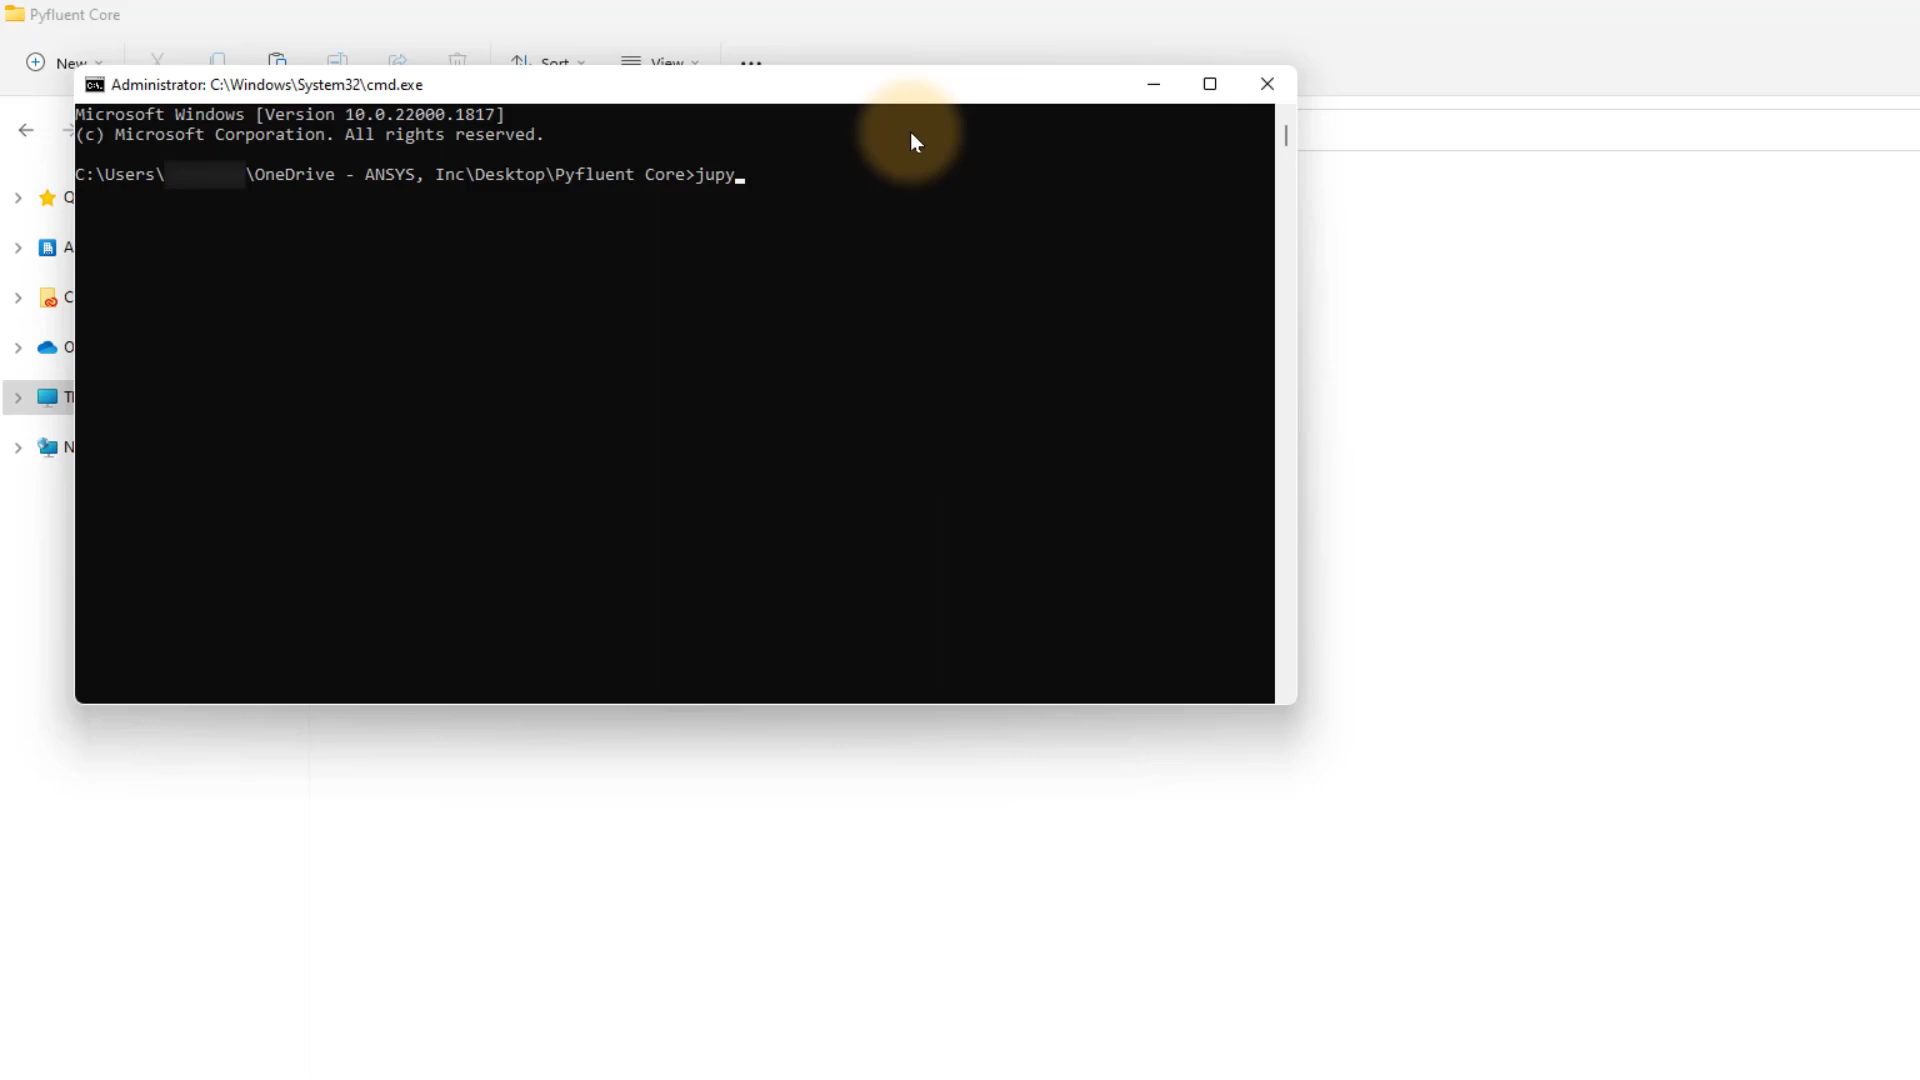 Pyfluent Core
New
Sort
View
Administrator: C:\Windows\System32\cmd.exe
Microsoft Windows [Version 10.0.22000.1817]
(c) Microsoft Corporation. All rights reserved.
C:\Users\ \OneDrive - ANSYS, Inc\Desktop\Pyfluent Core>jupy
Q
A
C
O
N